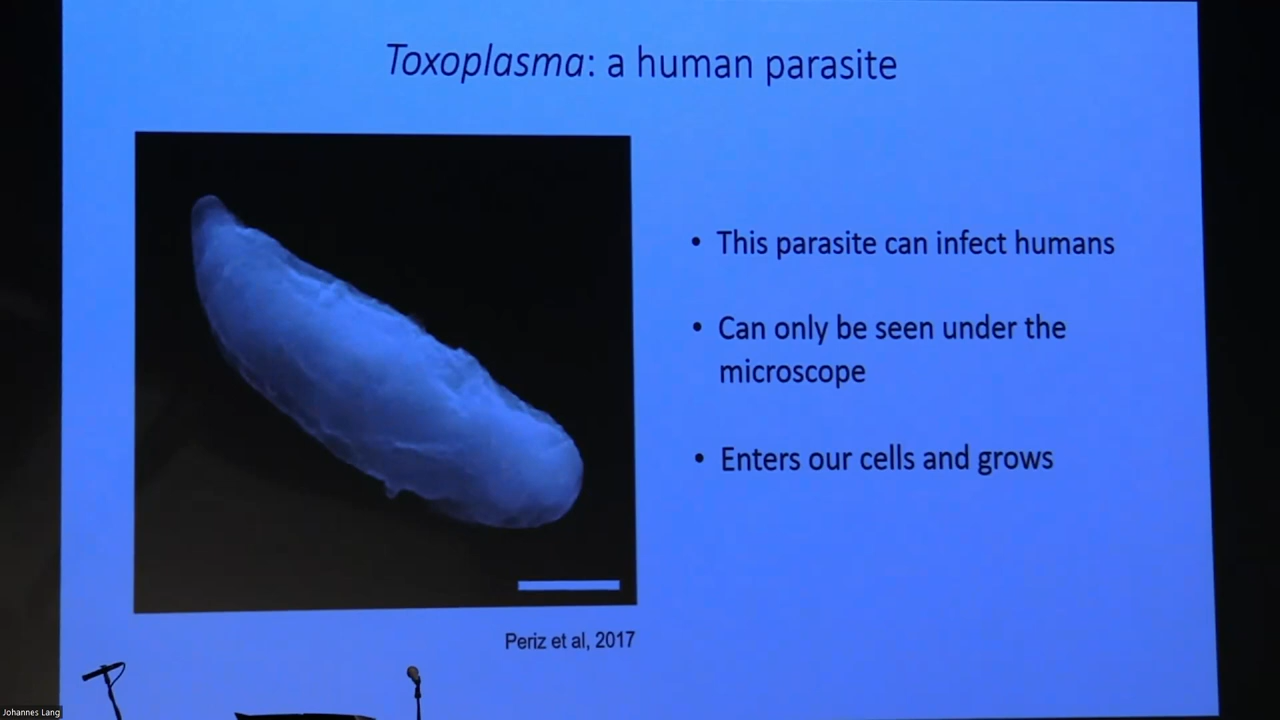 Toxoplasma: a human parasite
• This parasite can infect humans
• Can only be seen under the
microscope
• Enters our cells and grows
Periz et al, 2017
Johannes Lang